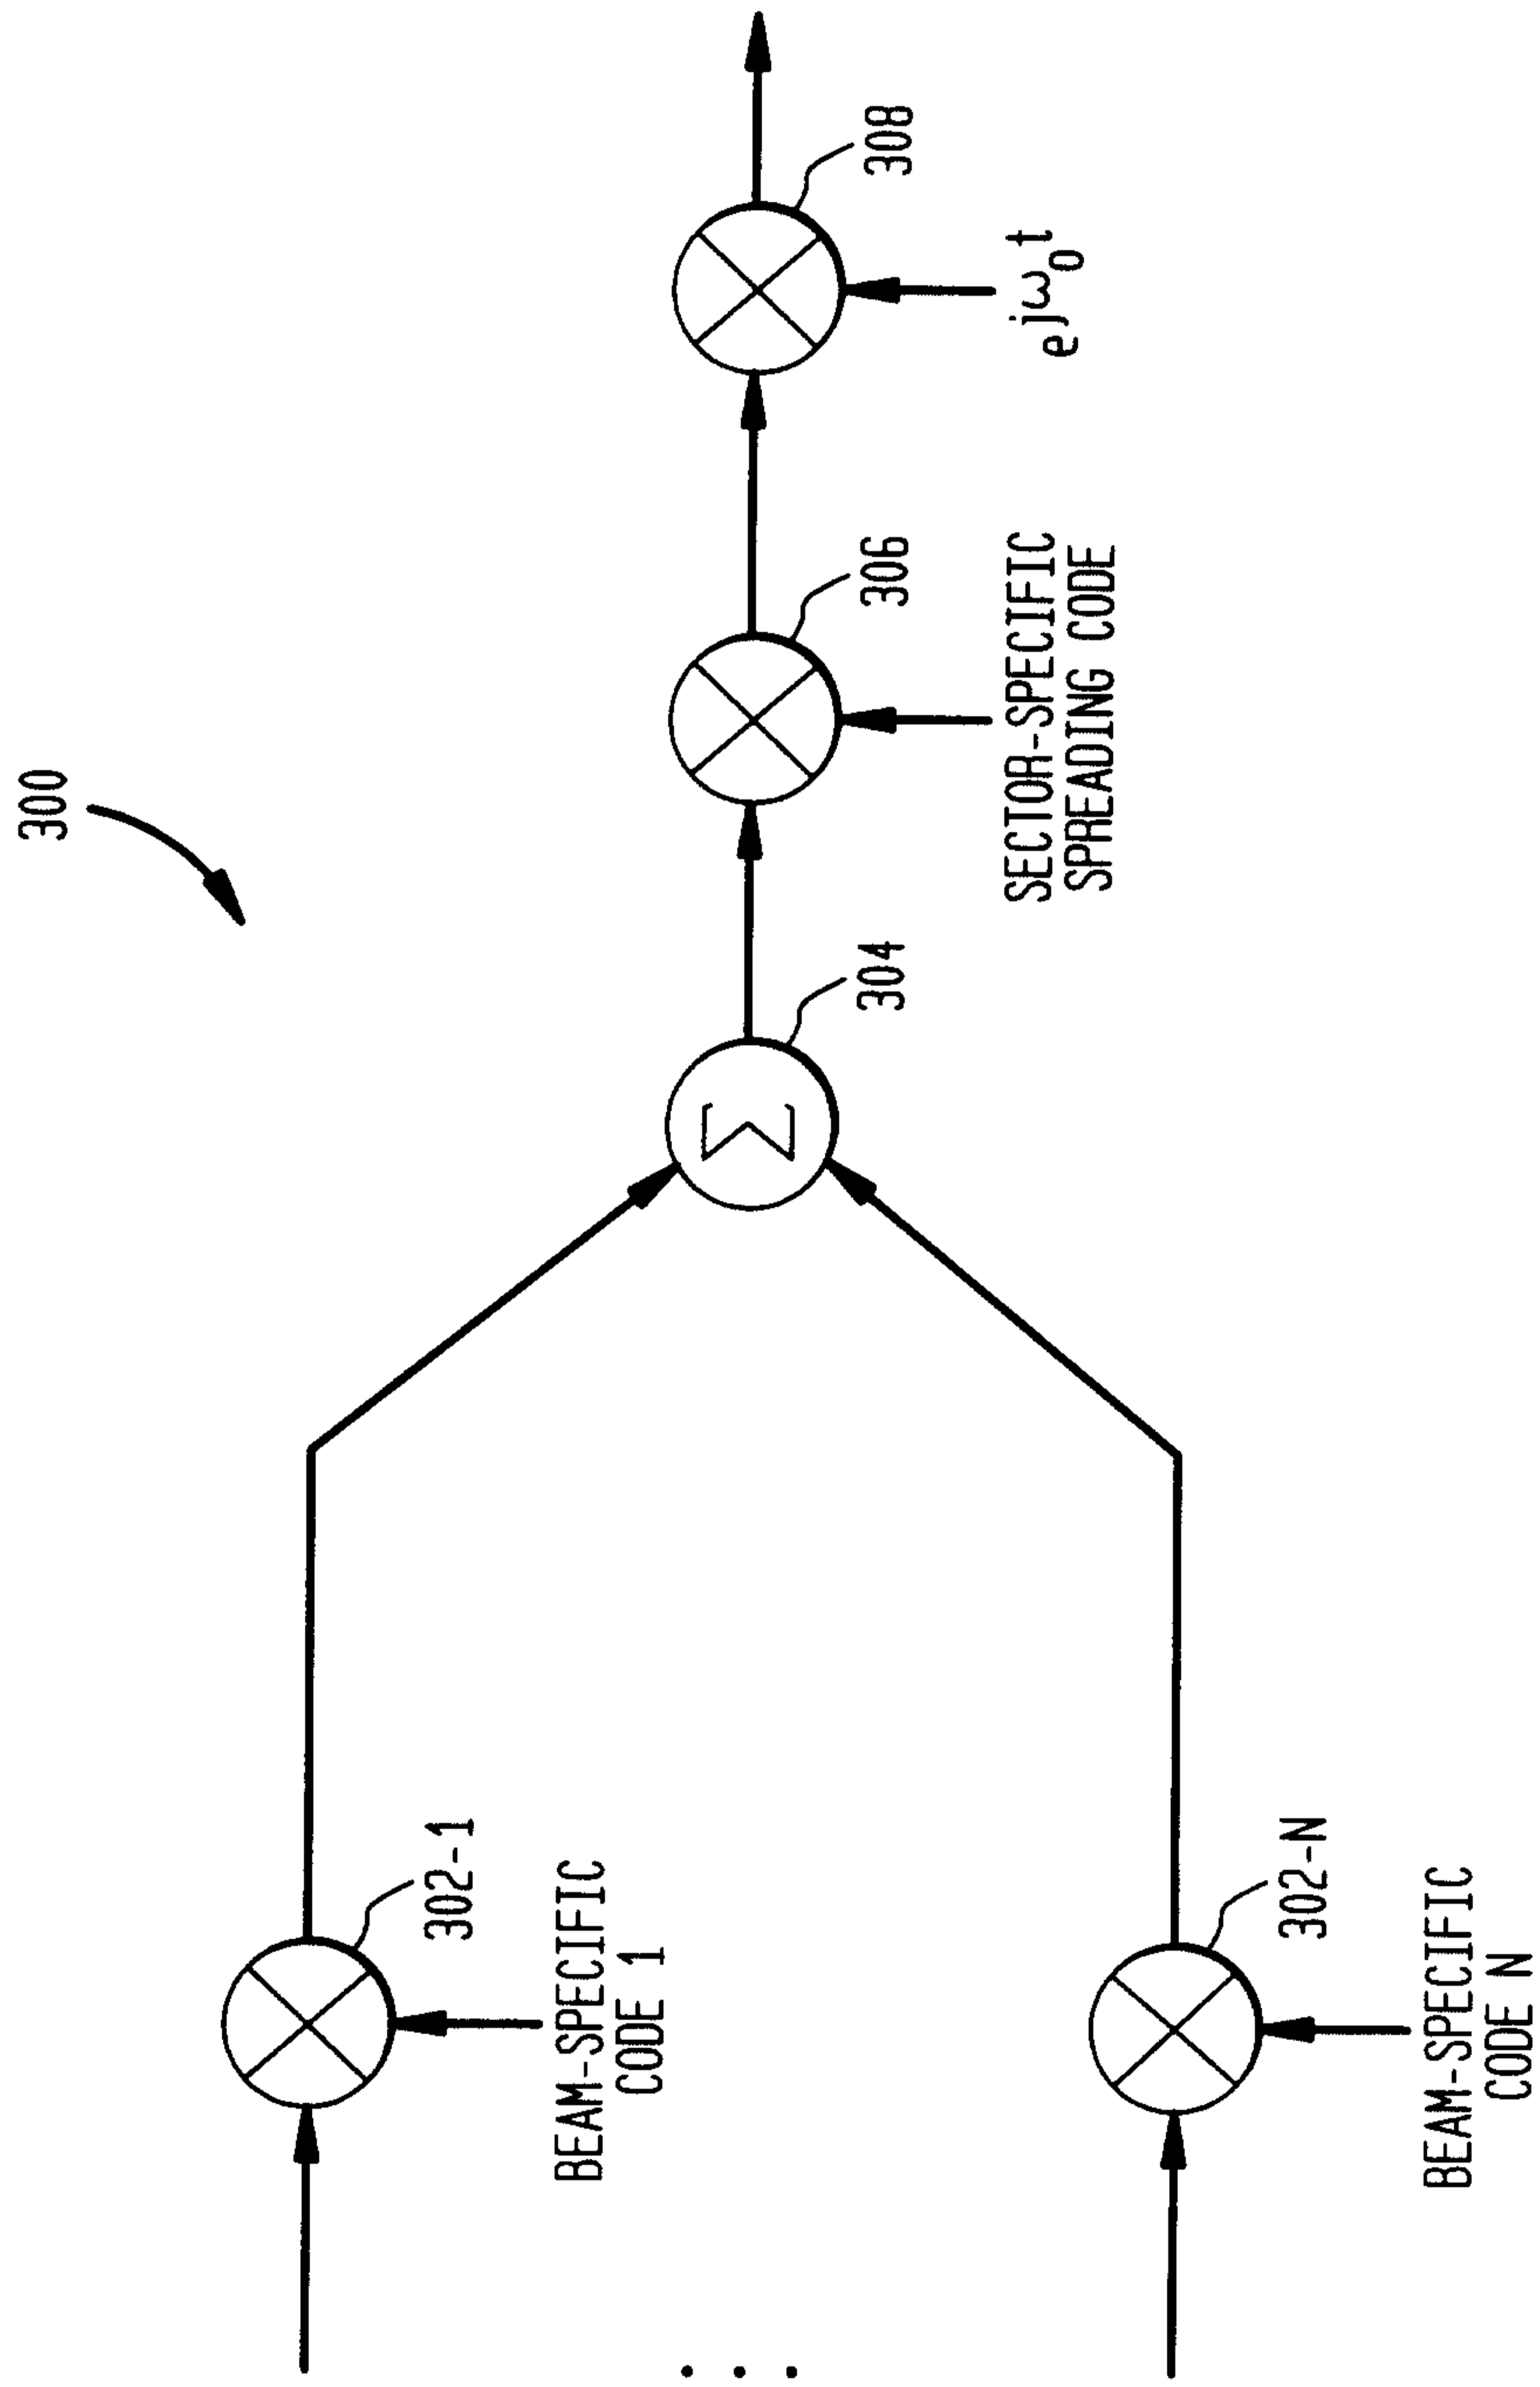 300
302-1
BEAM-SPECIFIC
CODE 1
Σ
304
306
SECTOR-SPECIFIC
SPREADING CODE
308
e^jω₀t
. . .
302-N
BEAM-SPECIFIC
CODE N